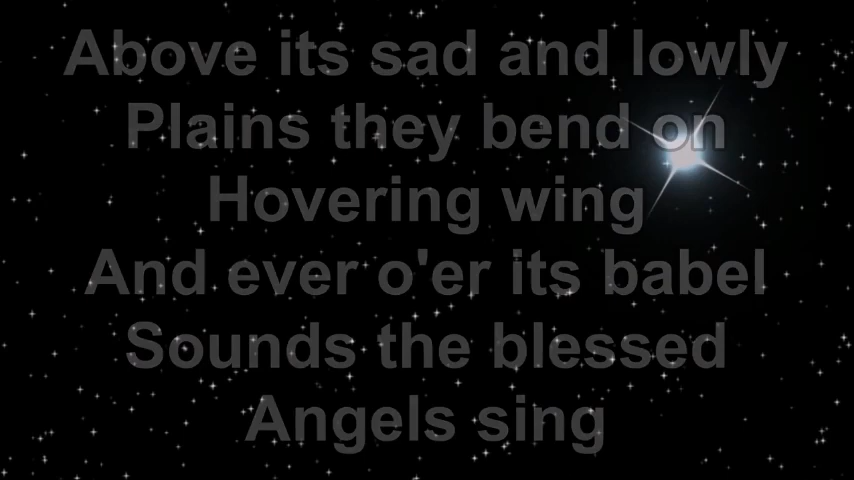 Above its sad and lowly
Plains they bend on
Hovering wing
And ever o'er its babel
Sounds the blessed
Angels sing